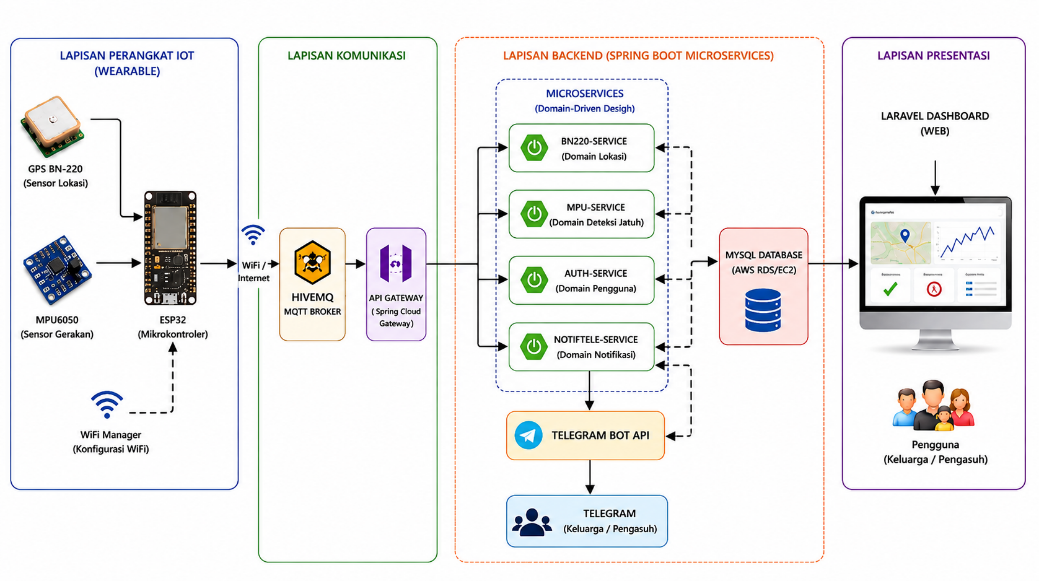 LAPISAN PERANGKAT IOT
(WEARABLE)
GPS BN-220
(Sensor Lokasi)
MPU6050
(Sensor Gerakan)
ESP32
(Mikrokontroler)
WiFi Manager
(Konfigurasi WiFi)
WiFi /
Internet
LAPISAN KOMUNIKASI
HIVEMQ
MQTT BROKER
API GATEWAY
( Spring Cloud
Gateway)
LAPISAN BACKEND (SPRING BOOT MICROSERVICES)
MICROSERVICES
(Domain-Driven Desigh)
BN220-SERVICE
(Domain Lokasi)
MPU-SERVICE
(Domain Deteksi Jatuh)
AUTH-SERVICE
(Domain Pengguna)
NOTIFTELE-SERVICE
(Domain Notifikasi)
TELEGRAM BOT API
TELEGRAM
(Keluarga / Pengasuh)
MYSQL DATABASE
(AWS RDS/EC2)
LAPISAN PRESENTASI
LARAVEL DASHBOARD
(WEB)
Pengguna
(Keluarga / Pengasuh)